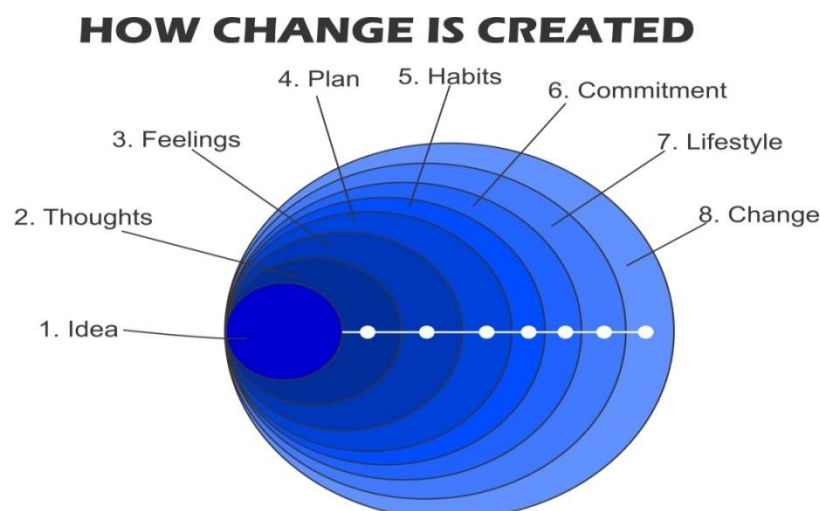 HOW CHANGE IS CREATED
1. Idea
2. Thoughts
3. Feelings
4. Plan
5. Habits
6. Commitment
7. Lifestyle
8. Change